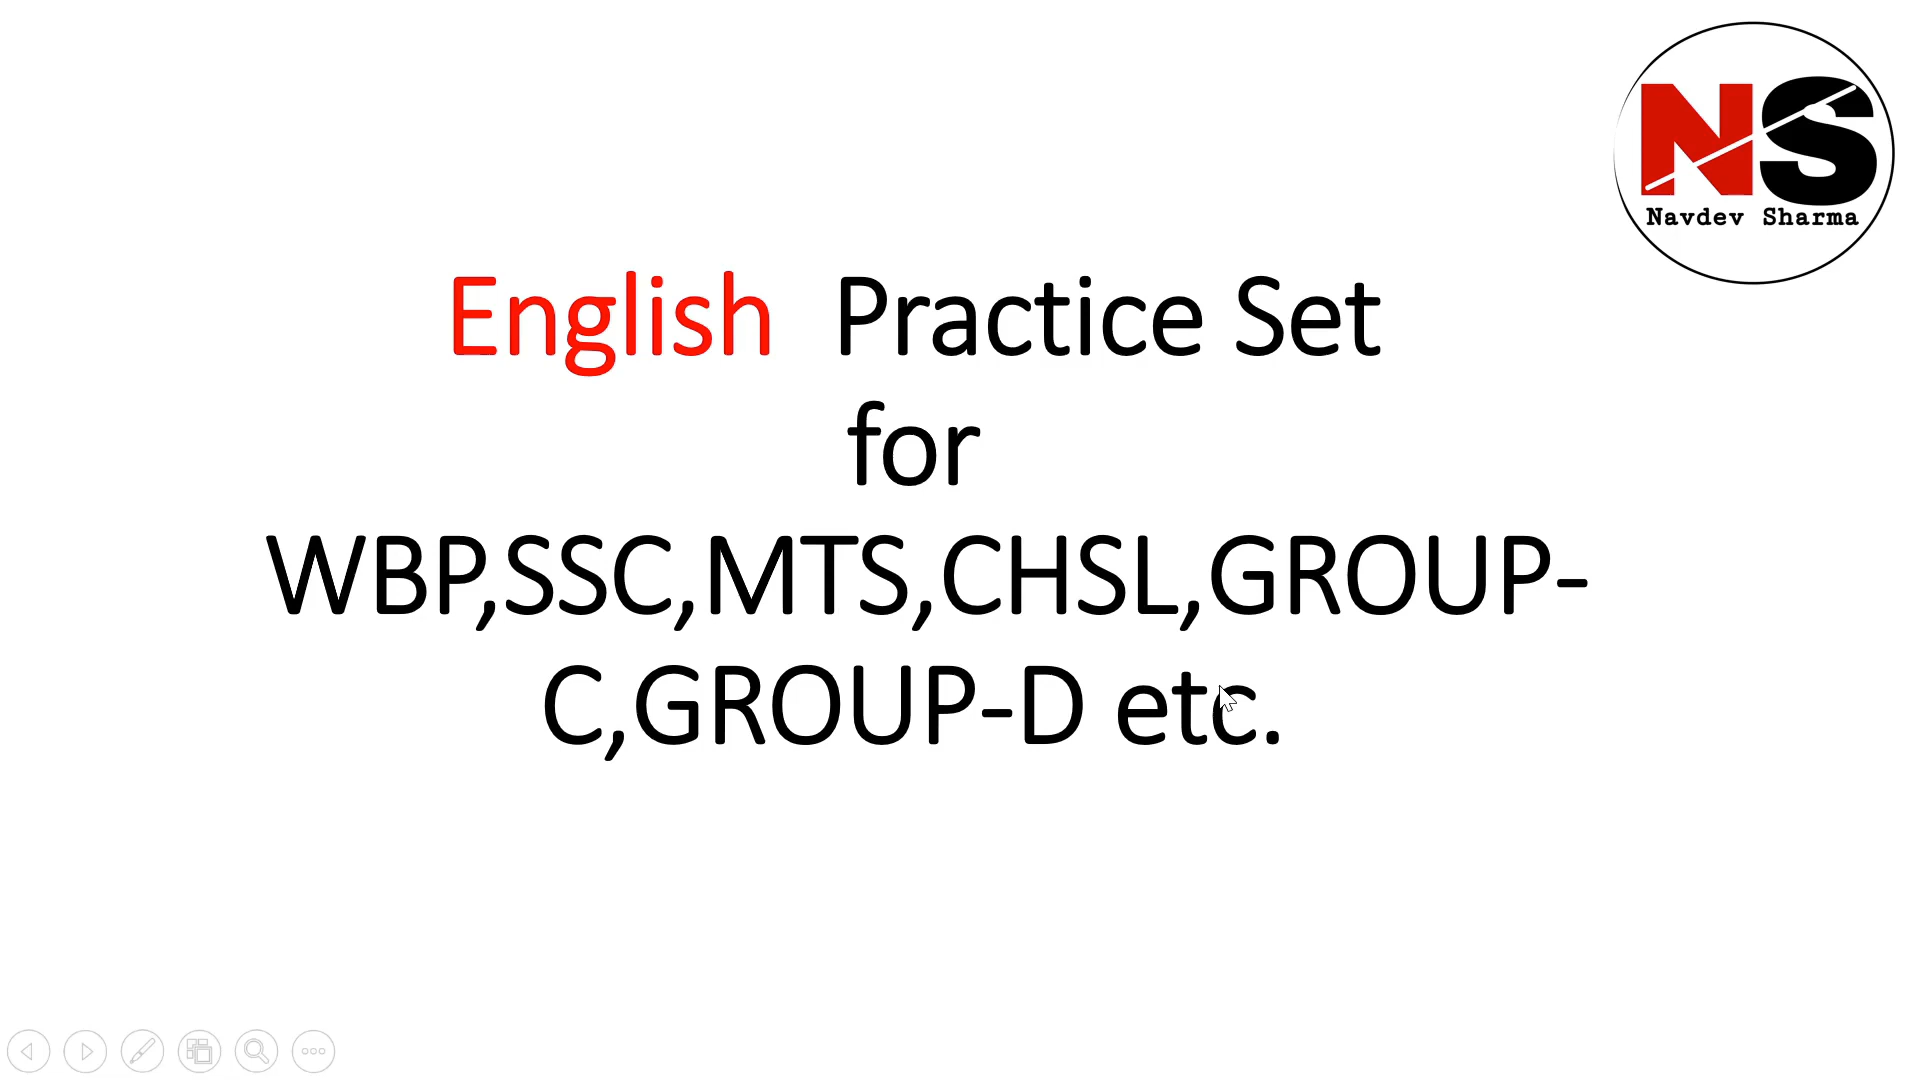 NS
Navdev Sharma
English Practice Set
for
WBP,SSC,MTS,CHSL,GROUP-
C,GROUP-D etc.